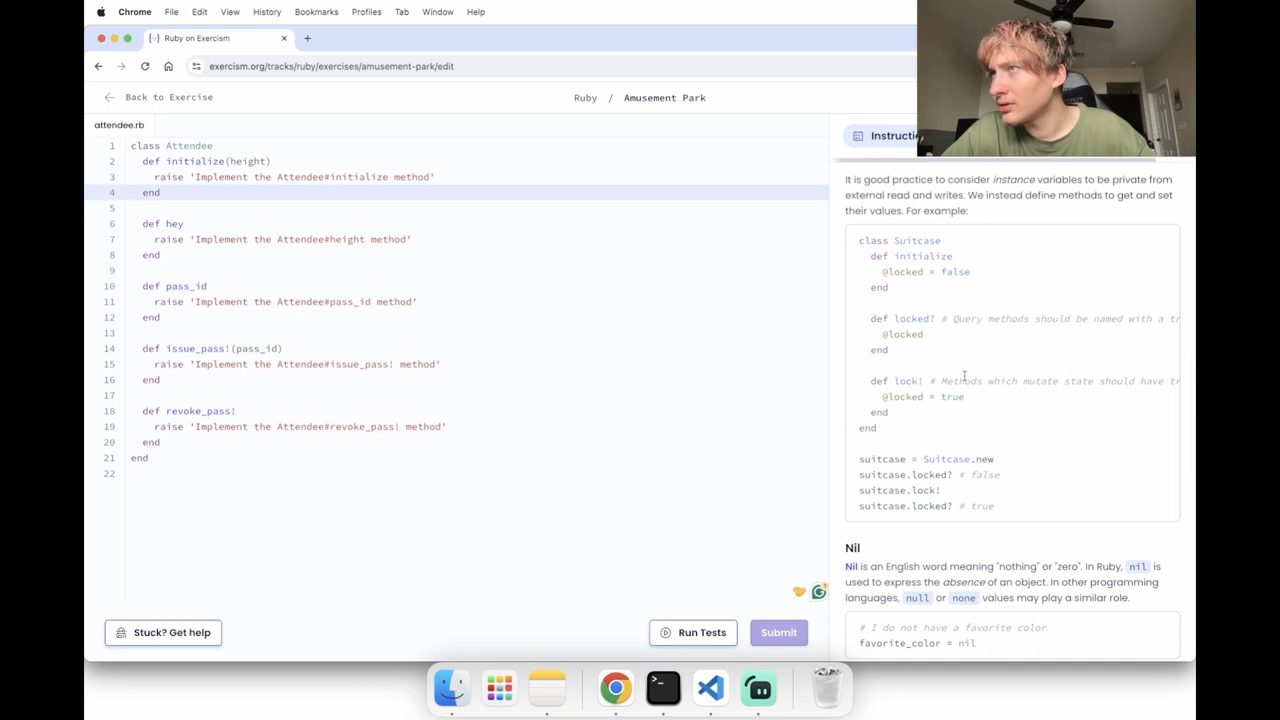 Chrome File Edit View History Bookmarks Profiles Tab Window Help
Ruby on Exercism
exercism.org/tracks/ruby/exercises/amusement-park/edit
Back to Exercise
Ruby / Amusement Park
attendee.rb
1 class Attendee
2 def initialize(height)
3 raise 'Implement the Attendee#initialize method'
4 end
5
6 def hey
7 raise 'Implement the Attendee#height method'
8 end
9
10 def pass_id
11 raise 'Implement the Attendee#pass_id method'
12 end
13
14 def issue_pass!(pass_id)
15 raise 'Implement the Attendee#issue_pass! method'
16 end
17
18 def revoke_pass!
19 raise 'Implement the Attendee#revoke_pass! method'
20 end
21 end
22
Stuck? Get help
Run Tests
Submit
Instructi
It is good practice to consider instance variables to be private from
external read and writes. We instead define methods to get and set
their values. For example:
class Suitcase
def initialize
@locked = false
end
def locked? # Query methods should be named with a tr
@locked
end
def lock! # Methods which mutate state should have tr
@locked = true
end
end
suitcase = Suitcase.new
suitcase.locked? # false
suitcase.lock!
suitcase.locked? # true
Nil
Nil is an English word meaning "nothing" or "zero". In Ruby, nil is
used to express the absence of an object. In other programming
languages, null or none values may play a similar role.
# I do not have a favorite color
favorite_color = nil